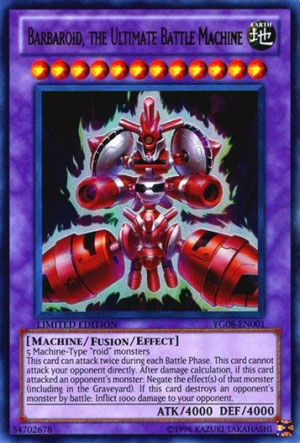 BARBAROID, THE ULTIMATE BATTLE MACHINE
EARTH
地
LIMITED EDITION
YG08-EN001
[MACHINE/FUSION/EFFECT]
5 Machine-Type "roid" monsters
This card can attack twice during each Battle Phase. This card cannot
attack your opponent directly. After damage calculation, if this card
attacked an opponent's monster: Negate the effect(s) of that monster
(including in the Graveyard). If this card destroys an opponent's
monster by battle: Inflict 1000 damage to your opponent.
ATK/4000 DEF/4000
54702678
©1996 KAZUKI TAKAHASHI